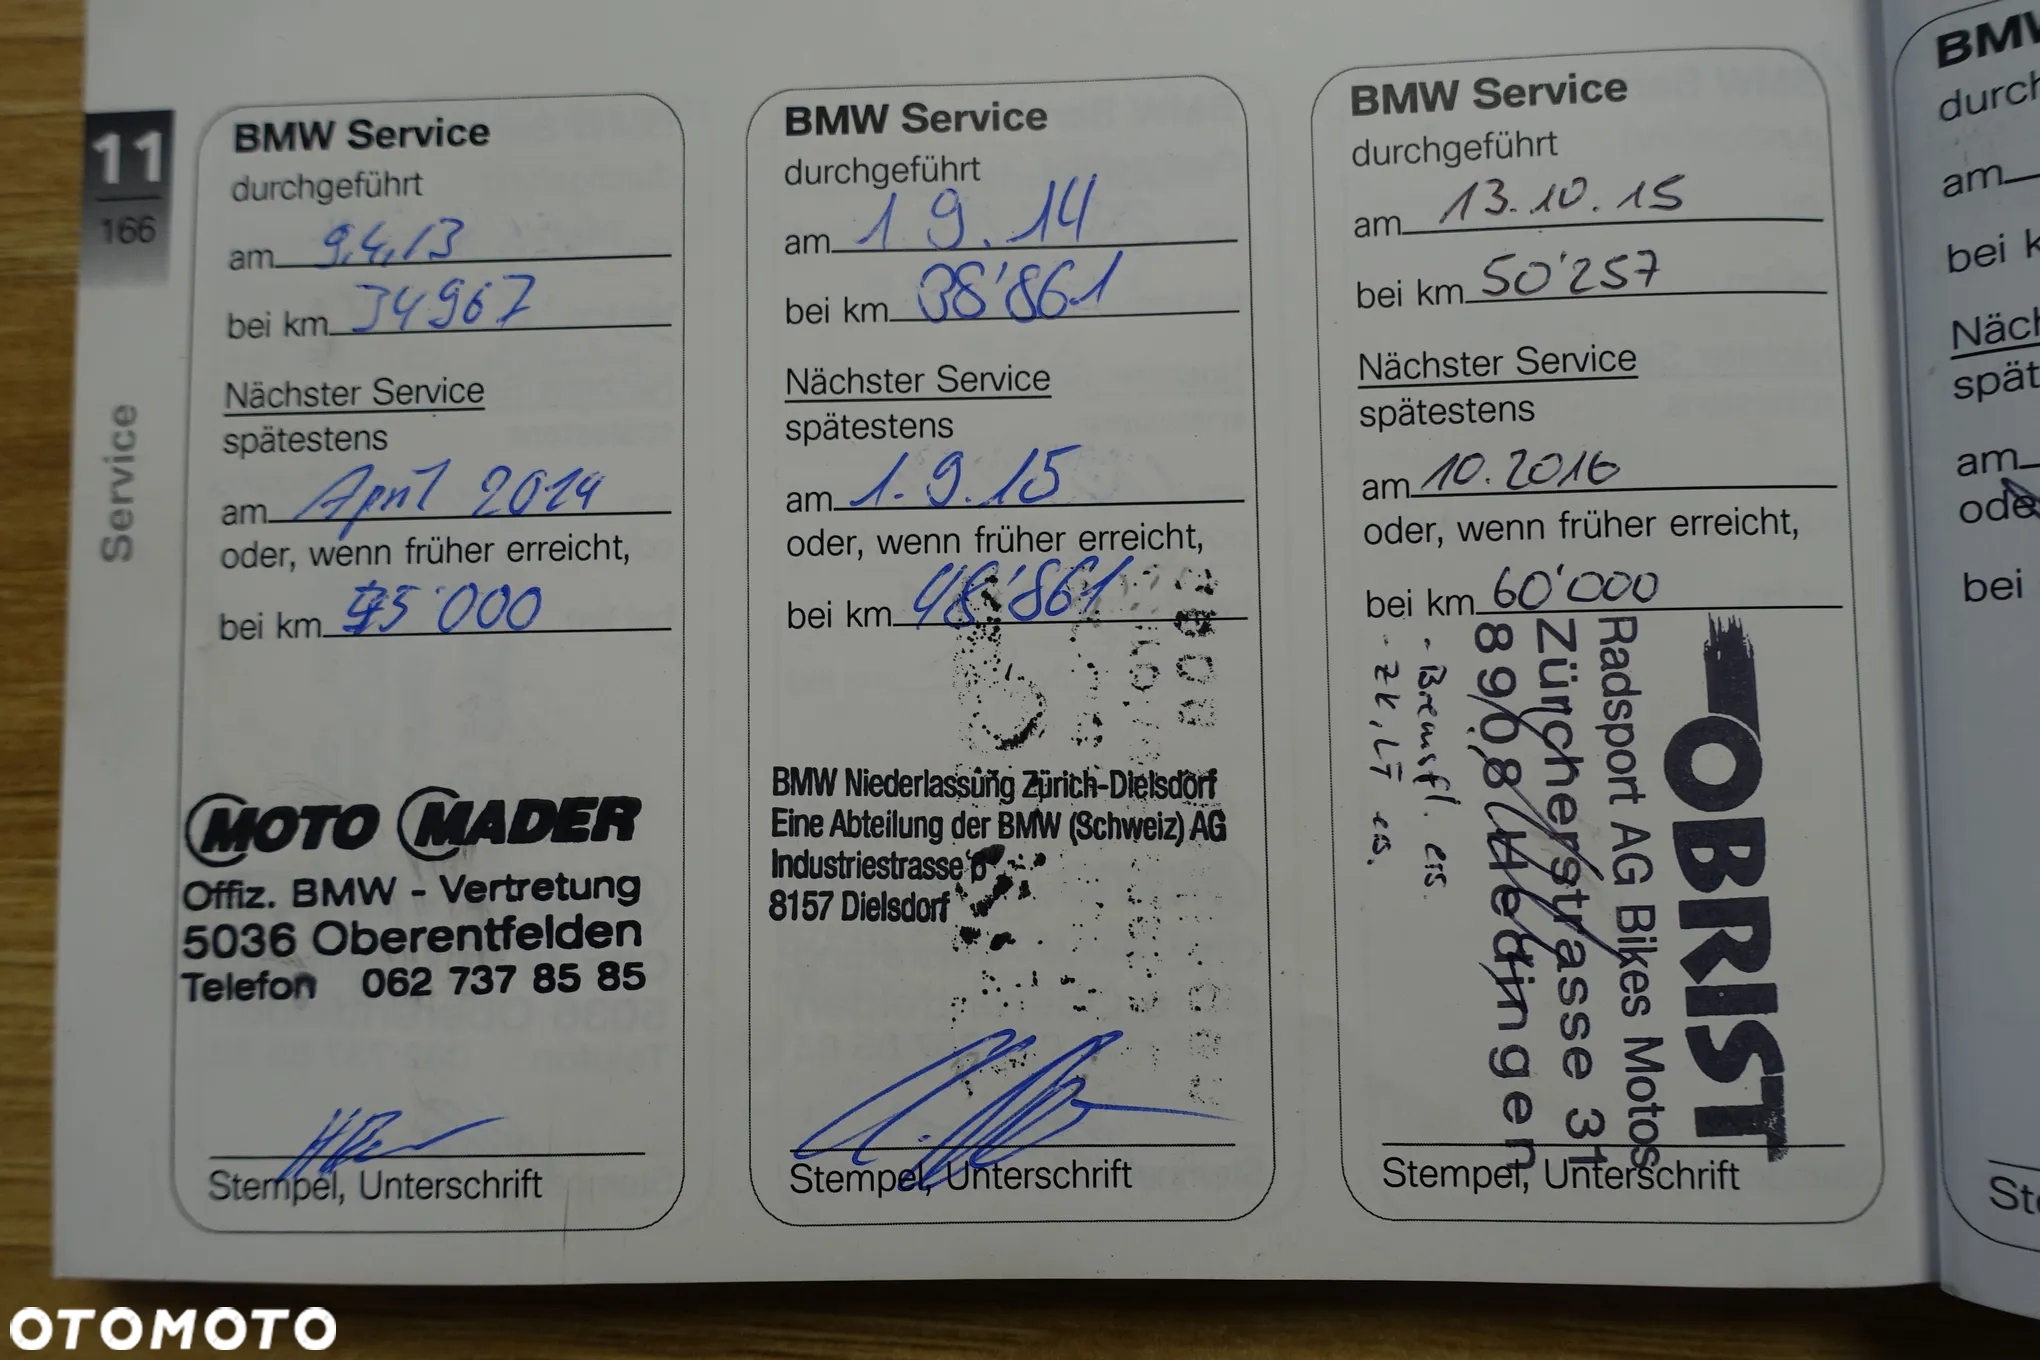 11
166
Service
BMW Service
durchgeführt
am 9.4.13
bei km 34967
Nächster Service
spätestens
am April 2014
oder, wenn früher erreicht,
bei km 45'000
MOTO MADER
Offiz. BMW - Vertretung
5036 Oberentfelden
Telefon 062 737 85 85
Stempel, Unterschrift
BMW Service
durchgeführt
am 1 9. 14
bei km 38'861
Nächster Service
spätestens
am 1.9.15
oder, wenn früher erreicht,
bei km 48'861
BMW Niederlassung Zürich-Dielsdorf
Eine Abteilung der BMW (Schweiz) AG
Industriestrasse
8157 Dielsdorf
Stempel, Unterschrift
BMW Service
durchgeführt
am 13.10.15
bei km 50'257
Nächster Service
spätestens
am 10.2016
oder, wenn früher erreicht,
bei km 60'000
OBRIST
Radsport AG Bikes Motos
Zürcherstrasse 31
8908 Hedingen
- Bremsfl. ers.
- ZK, LF ers.
Stempel, Unterschrift
BMW
am
bei
am
bei
OTOMOTO